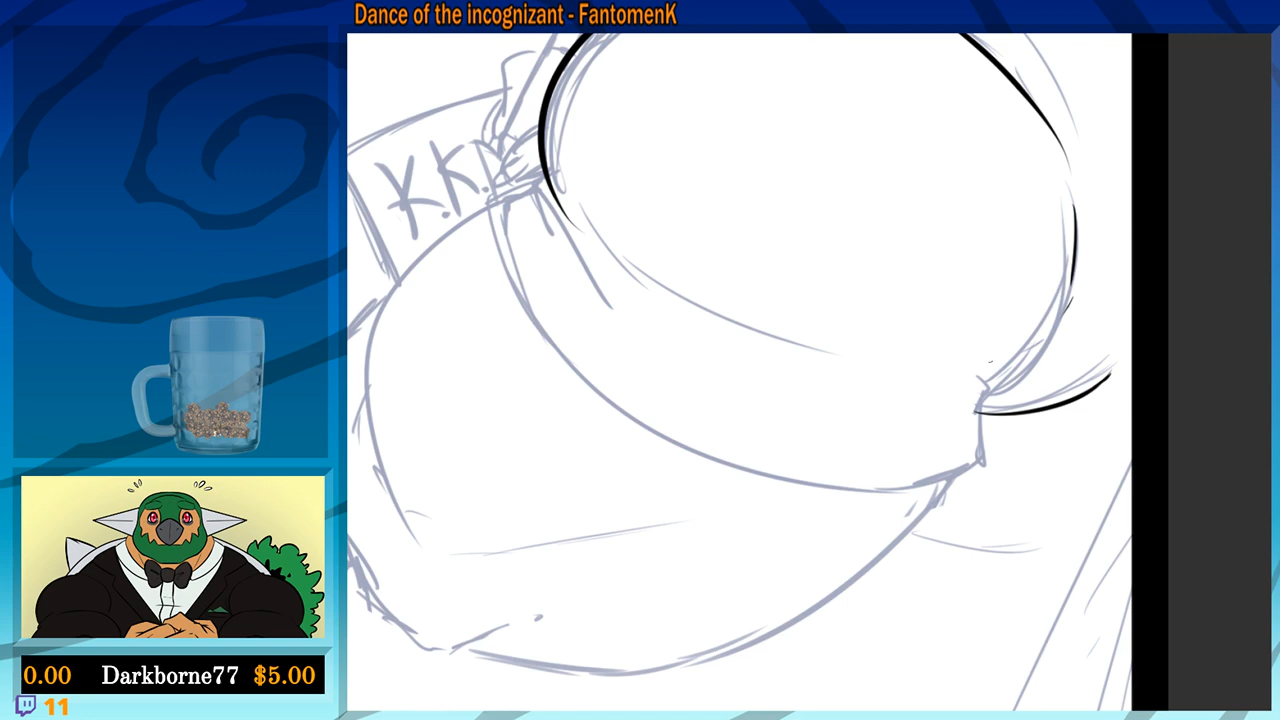 Dance of the incognizant - FantomenK
K.K.
0.00 Darkborne77 $5.00
11